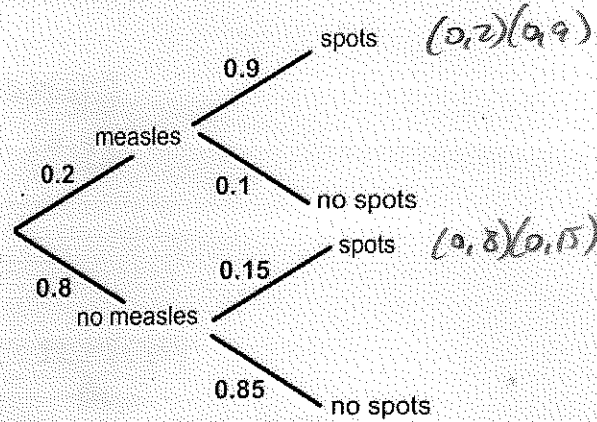 spots (0,2)(0,9)
0.9
measles
0.2
0.1
no spots
spots (0,8)(0,15)
0.15
0.8
no measles
0.85
no spots